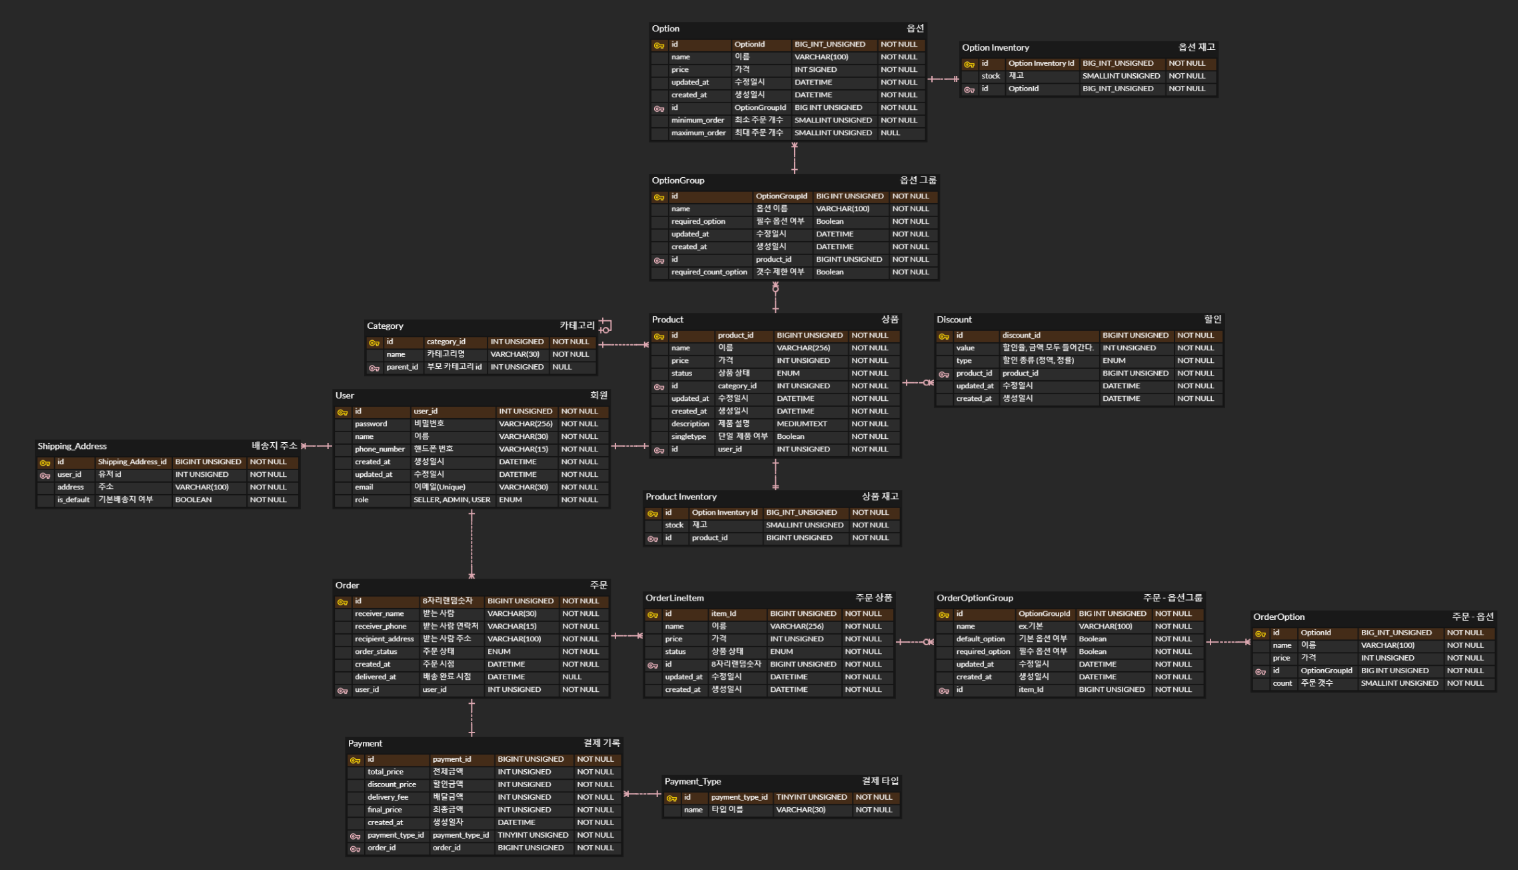 Option 옵션
id OptionId BIG_INT_UNSIGNED NOT NULL
name 이름 VARCHAR(100) NOT NULL
price 가격 INT SIGNED NOT NULL
updated_at 수정일시 DATETIME NOT NULL
created_at 생성일시 DATETIME NOT NULL
id OptionGroupId BIG INT UNSIGNED NOT NULL
minimum_order 최소 주문 개수 SMALLINT UNSIGNED NOT NULL
maximum_order 최대 주문 개수 SMALLINT UNSIGNED NULL
Option Inventory 옵션 재고
id Option Inventory Id BIG_INT_UNSIGNED NOT NULL
stock 재고 SMALLINT UNSIGNED NOT NULL
id OptionId BIG_INT_UNSIGNED NOT NULL
OptionGroup 옵션 그룹
id OptionGroupId BIG INT UNSIGNED NOT NULL
name 옵션 이름 VARCHAR(100) NOT NULL
required_option 필수 옵션 여부 Boolean NOT NULL
updated_at 수정일시 DATETIME NOT NULL
created_at 생성일시 DATETIME NOT NULL
id product_id BIGINT UNSIGNED NOT NULL
required_count_option 갯수 제한 여부 Boolean NOT NULL
Category 카테고리
id category_id INT UNSIGNED NOT NULL
name 카테고리명 VARCHAR(30) NOT NULL
parent_id 부모 카테고리 id INT UNSIGNED NULL
Product 상품
id product_id BIGINT UNSIGNED NOT NULL
name 이름 VARCHAR(256) NOT NULL
price 가격 INT UNSIGNED NOT NULL
status 상품 상태 ENUM NOT NULL
id category_id INT UNSIGNED NOT NULL
updated_at 수정일시 DATETIME NOT NULL
created_at 생성일시 DATETIME NOT NULL
description 제품 설명 MEDIUMTEXT NOT NULL
singletype 단일 제품 여부 Boolean NOT NULL
id user_id INT UNSIGNED NOT NULL
Discount 할인
id discount_id BIGINT UNSIGNED NOT NULL
value 할인율, 금액 모두 들어간다. INT UNSIGNED NOT NULL
type 할인 종류 (정액, 정률) ENUM NOT NULL
product_id product_id BIGINT UNSIGNED NOT NULL
updated_at 수정일시 DATETIME NOT NULL
created_at 생성일시 DATETIME NOT NULL
User 회원
id user_id INT UNSIGNED NOT NULL
password 비밀번호 VARCHAR(256) NOT NULL
name 이름 VARCHAR(30) NOT NULL
phone_number 핸드폰 번호 VARCHAR(15) NOT NULL
created_at 생성일시 DATETIME NOT NULL
updated_at 수정일시 DATETIME NOT NULL
email 이메일(Unique) VARCHAR(30) NOT NULL
role SELLER, ADMIN, USER ENUM NOT NULL
Shipping_Address 배송지 주소
id Shipping_Address_id BIGINT UNSIGNED NOT NULL
user_id 유저 id INT UNSIGNED NOT NULL
address 주소 VARCHAR(100) NOT NULL
is_default 기본배송지 여부 BOOLEAN NOT NULL
Product Inventory 상품 재고
id Option Inventory Id BIG_INT_UNSIGNED NOT NULL
stock 재고 SMALLINT UNSIGNED NOT NULL
id product_id BIGINT UNSIGNED NOT NULL
Order 주문
id 8자리랜덤숫자 BIGINT UNSIGNED NOT NULL
receiver_name 받는 사람 VARCHAR(30) NOT NULL
receiver_phone 받는 사람 연락처 VARCHAR(15) NOT NULL
recipient_address 받는 사람 주소 VARCHAR(100) NOT NULL
order_status 주문 상태 ENUM NOT NULL
created_at 주문 시점 DATETIME NOT NULL
delivered_at 배송 완료 시점 DATETIME NULL
user_id user_id INT UNSIGNED NOT NULL
OrderLineItem 주문 상품
id item_Id BIGINT UNSIGNED NOT NULL
name 이름 VARCHAR(256) NOT NULL
price 가격 INT UNSIGNED NOT NULL
status 상품 상태 ENUM NOT NULL
id 8자리랜덤숫자 BIGINT UNSIGNED NOT NULL
updated_at 수정일시 DATETIME NOT NULL
created_at 생성일시 DATETIME NOT NULL
OrderOptionGroup 주문 - 옵션그룹
id OptionGroupId BIG INT UNSIGNED NOT NULL
name ex.기본 VARCHAR(100) NOT NULL
default_option 기본 옵션 여부 Boolean NOT NULL
required_option 필수 옵션 여부 Boolean NOT NULL
updated_at 수정일시 DATETIME NOT NULL
created_at 생성일시 DATETIME NOT NULL
id item_Id BIGINT UNSIGNED NOT NULL
OrderOption 주문 - 옵션
id OptionId BIG_INT_UNSIGNED NOT NULL
name 이름 VARCHAR(100) NOT NULL
price 가격 INT UNSIGNED NOT NULL
id OptionGroupId BIG INT UNSIGNED NOT NULL
count 주문 갯수 SMALLINT UNSIGNED NOT NULL
Payment 결제 기록
id payment_id BIGINT UNSIGNED NOT NULL
total_price 전체금액 INT UNSIGNED NOT NULL
discount_price 할인금액 INT UNSIGNED NOT NULL
delivery_fee 배달금액 INT UNSIGNED NOT NULL
final_price 최종금액 INT UNSIGNED NOT NULL
created_at 생성일자 DATETIME NOT NULL
payment_type_id payment_type_id TINYINT UNSIGNED NOT NULL
order_id order_id BIGINT UNSIGNED NOT NULL
Payment_Type 결제 타입
id payment_type_id TINYINT UNSIGNED NOT NULL
name 타입 이름 VARCHAR(30) NOT NULL